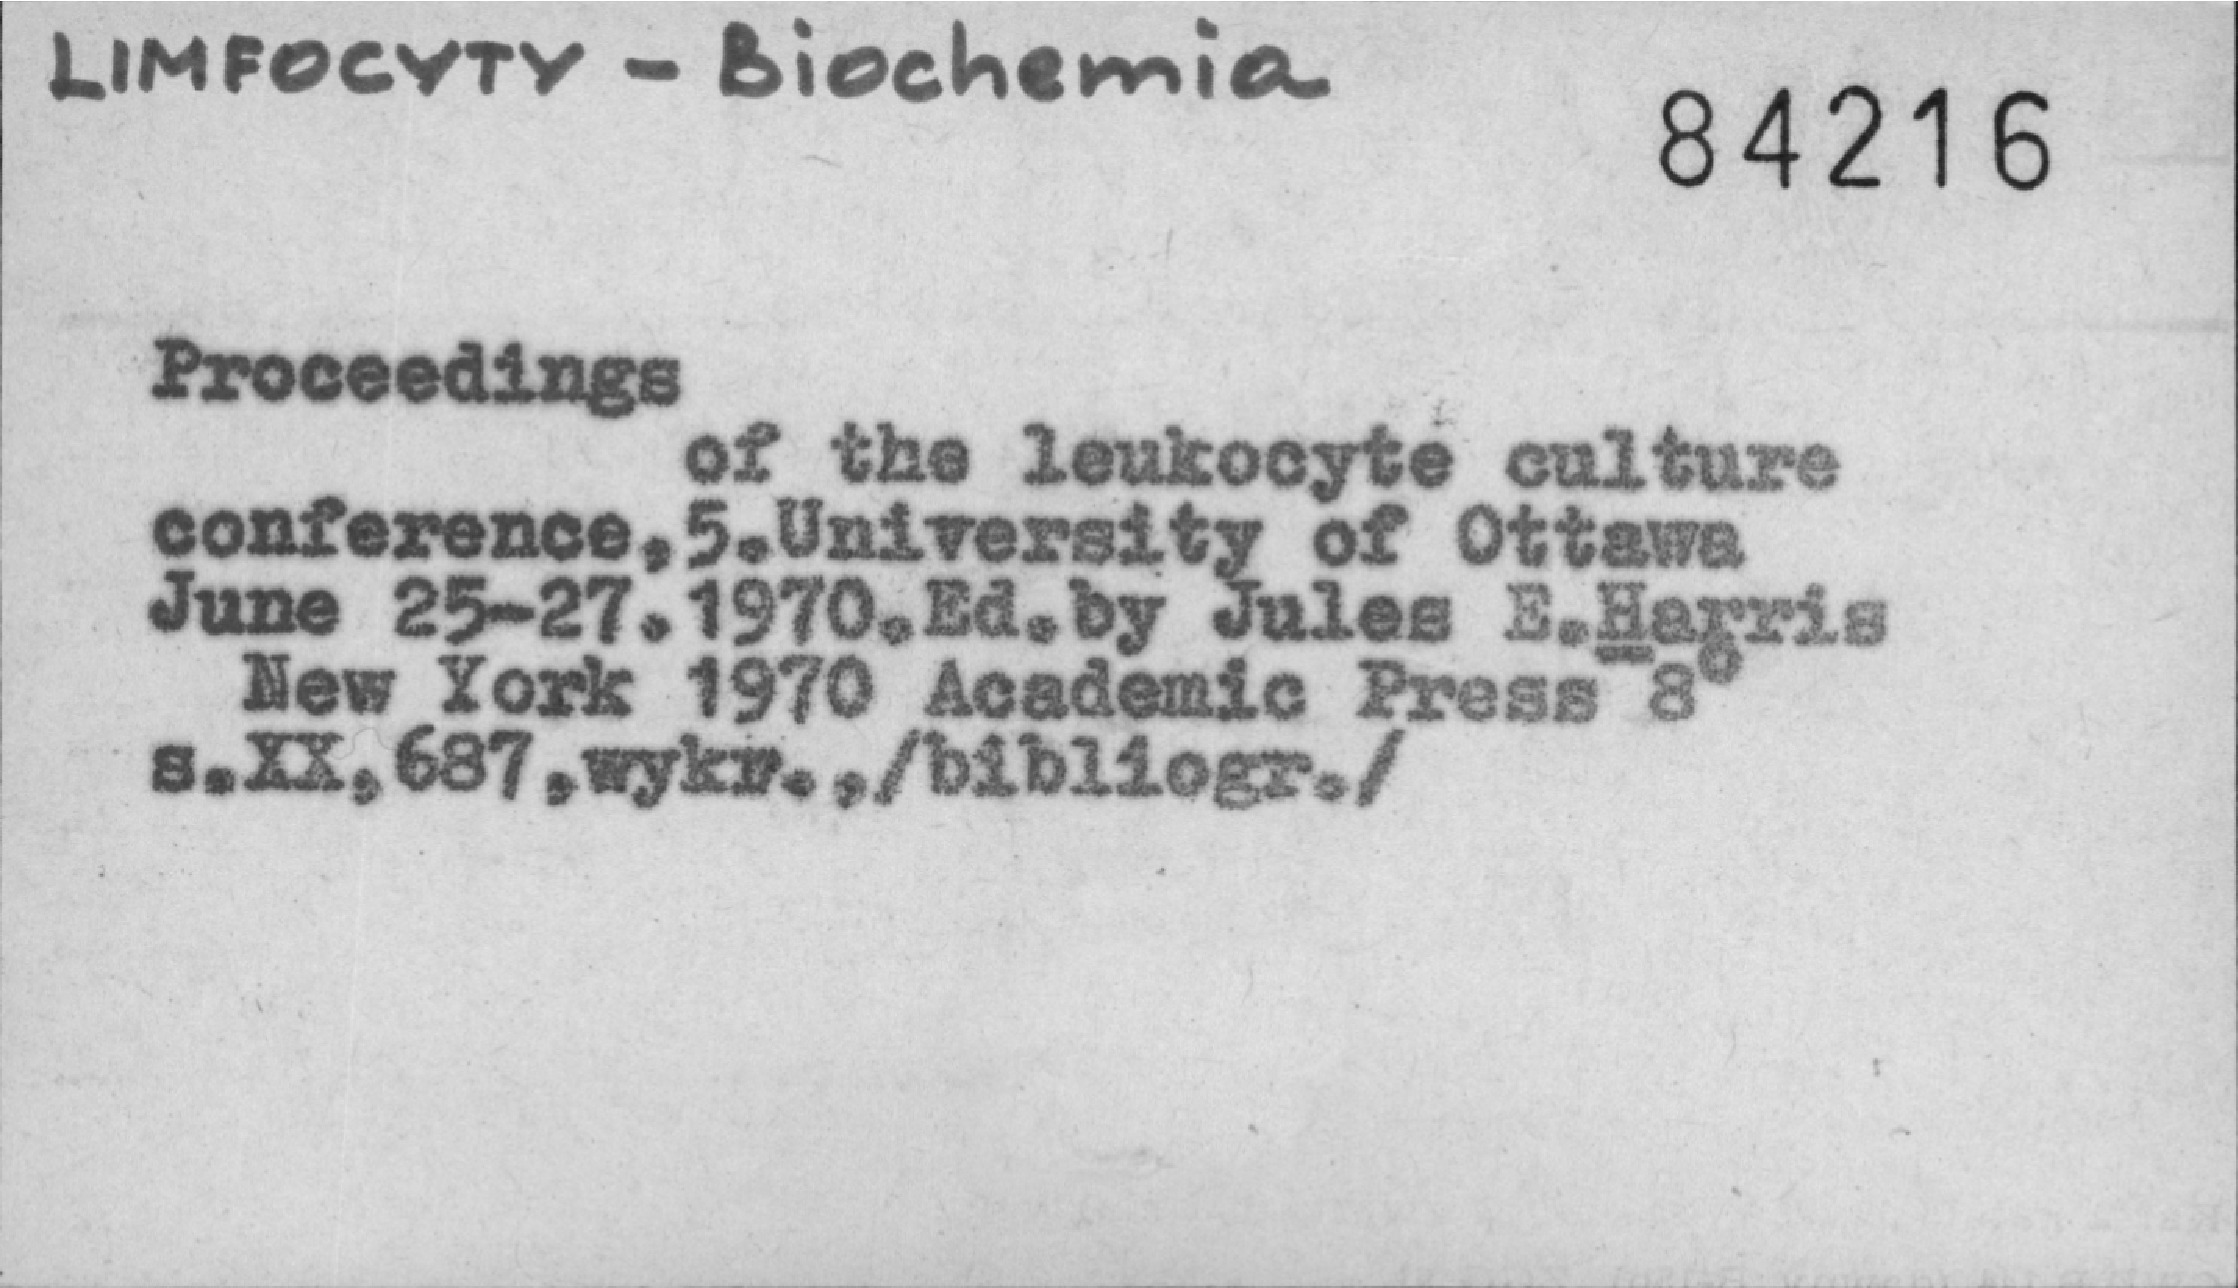 LIMFOCYTY - Biochemia
84216
Proceedings
of the leukocyte culture
conference,5.University of Ottawa
June 25-27.1970.Ed.by Jules E.Harris
New York 1970 Academic Press 8°
s.XX,687,wykr.,/bibliogr./